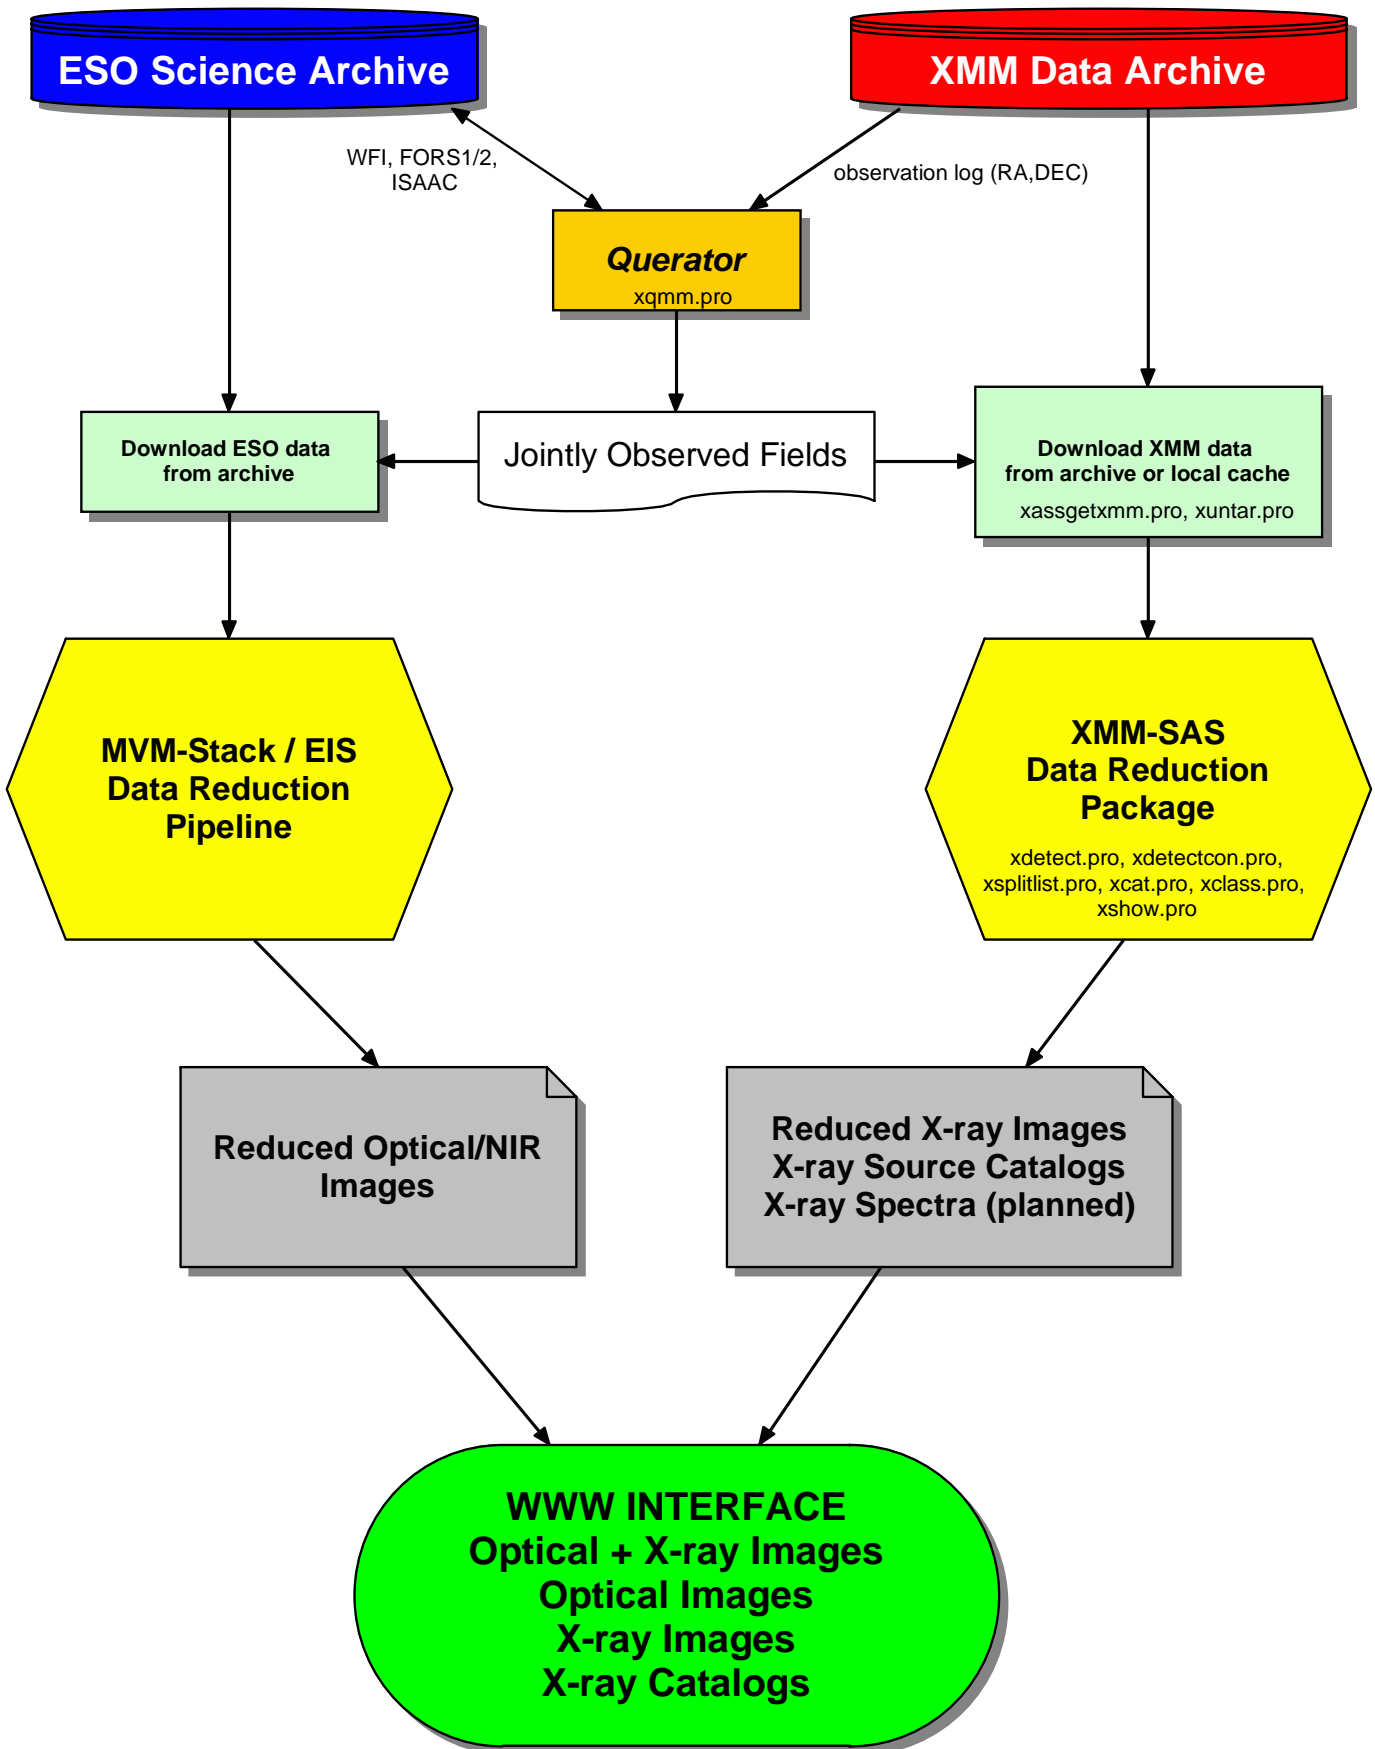 ESO Science Archive
XMM Data Archive
WFI, FORS1/2,
ISAAC
observation log (RA,DEC)
Querator
xqmm.pro
Download ESO data
from archive
Jointly Observed Fields
Download XMM data
from archive or local cache
xassgetxmm.pro, xuntar.pro
MVM-Stack / EIS
Data Reduction
Pipeline
XMM-SAS
Data Reduction
Package
xdetect.pro, xdetectcon.pro,
xsplitlist.pro, xcat.pro, xclass.pro,
xshow.pro
Reduced Optical/NIR
Images
Reduced X-ray Images
X-ray Source Catalogs
X-ray Spectra (planned)
WWW INTERFACE
Optical + X-ray Images
Optical Images
X-ray Images
X-ray Catalogs